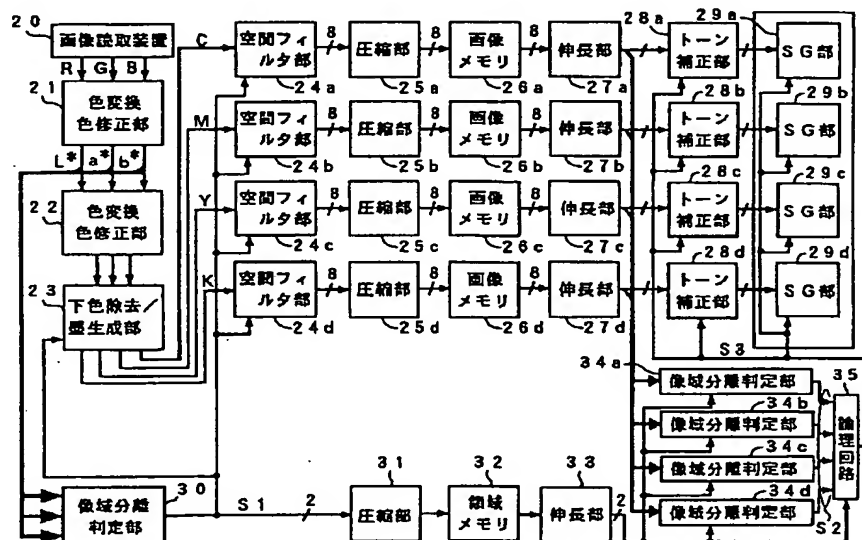 20
画像読取装置
R G B
21
色変換
色修正部
L* a* b*
22
色変換
色修正部
23
下色除去/
墨生成部
C
空間フィ
ルタ部
24a
8
圧縮部
25a
8
画像
メモリ
26a
8
伸長部
27a
28a
トーン
補正部
29a
SG部
M
空間フィ
ルタ部
24b
8
圧縮部
25b
8
画像
メモリ
26b
8
伸長部
27b
28b
トーン
補正部
29b
SG部
Y
空間フィ
ルタ部
24c
8
圧縮部
25c
8
画像
メモリ
26c
8
伸長部
27c
28c
トーン
補正部
29c
SG部
K
空間フィ
ルタ部
24d
8
圧縮部
25d
8
画像
メモリ
26d
8
伸長部
27d
28d
トーン
補正部
29d
SG部
S3
34a
像域分離判定部
34b
像域分離判定部
34c
像域分離判定部
34d
像域分離判定部
35
論理回路
S2
30
像域分離
判定部
S1
2
31
圧縮部
32
領域
メモリ
33
伸長部
2